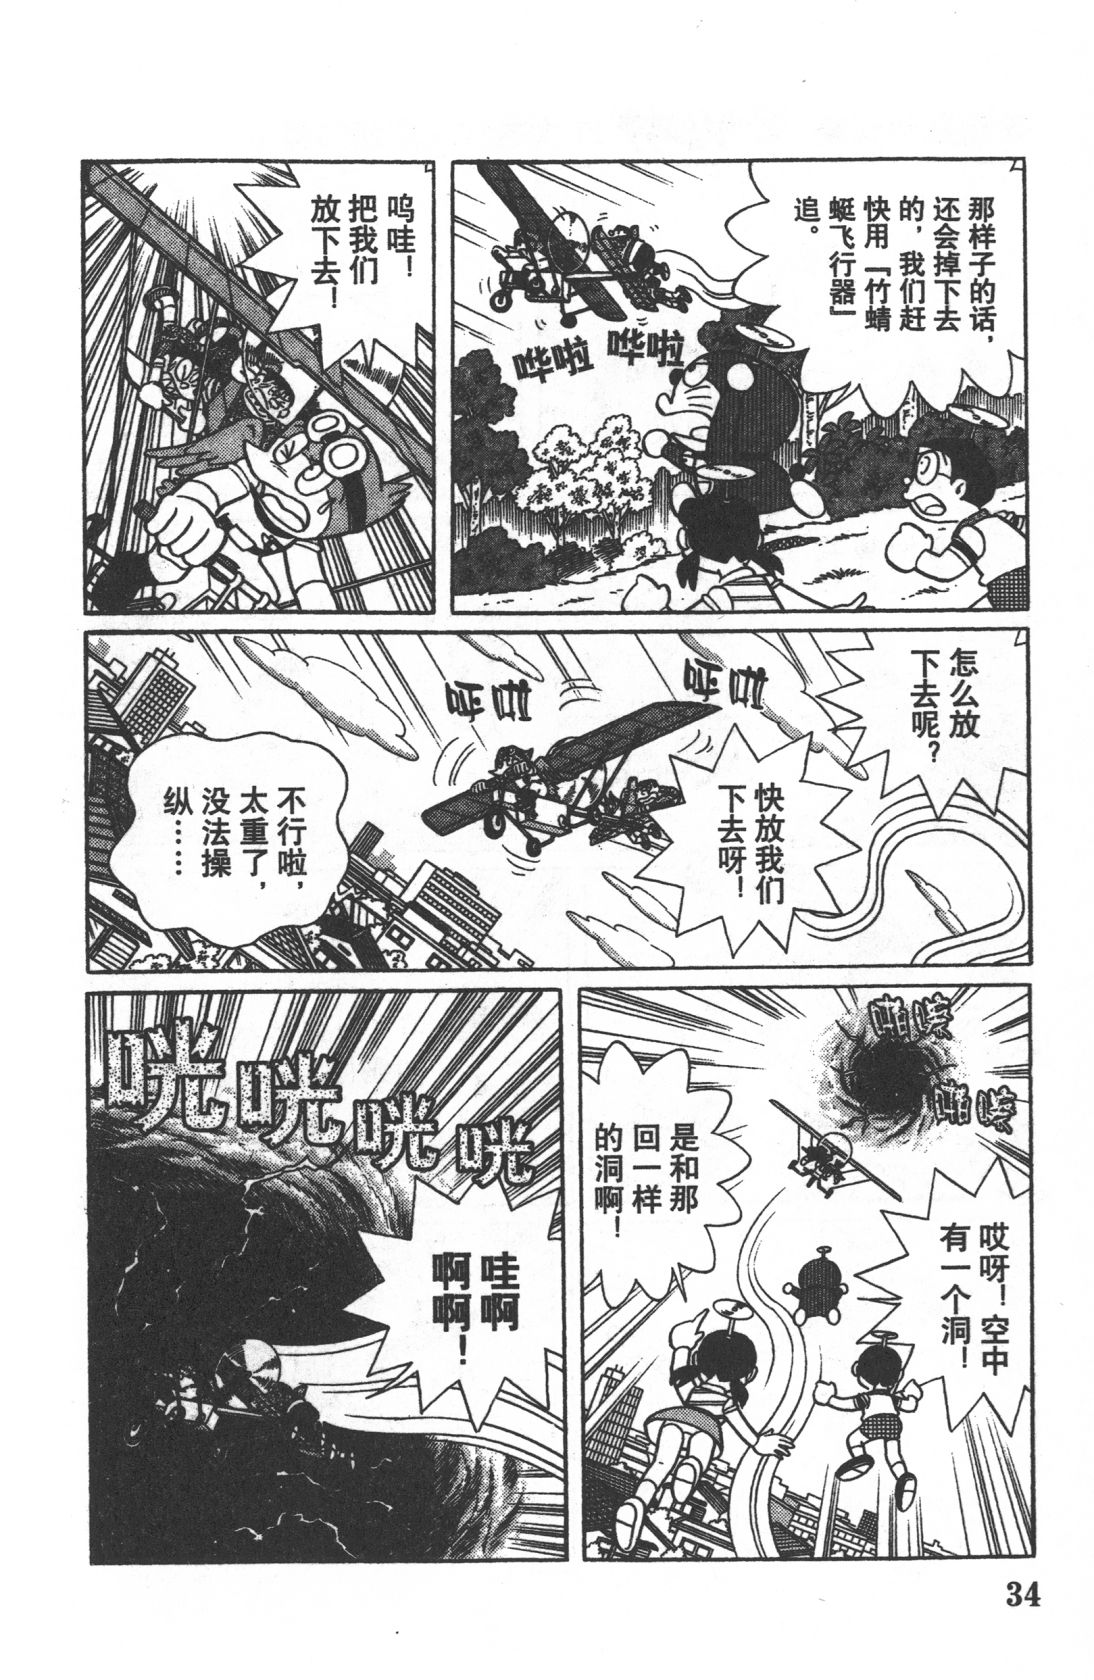 那样子的话，
还会掉下去
的，我们赶
快用『竹蜻
蜓飞行器』
追。
哗啦
哗啦
呜哇！
把我们
放下去！
怎么放
下去呢？
快放我们
下去呀！
不行啦，
太重了，
没法操
纵……
哎呀！空中
有一个洞！
是和那
回一样
的洞啊！
咣咣咣咣
哇啊
啊啊！
34